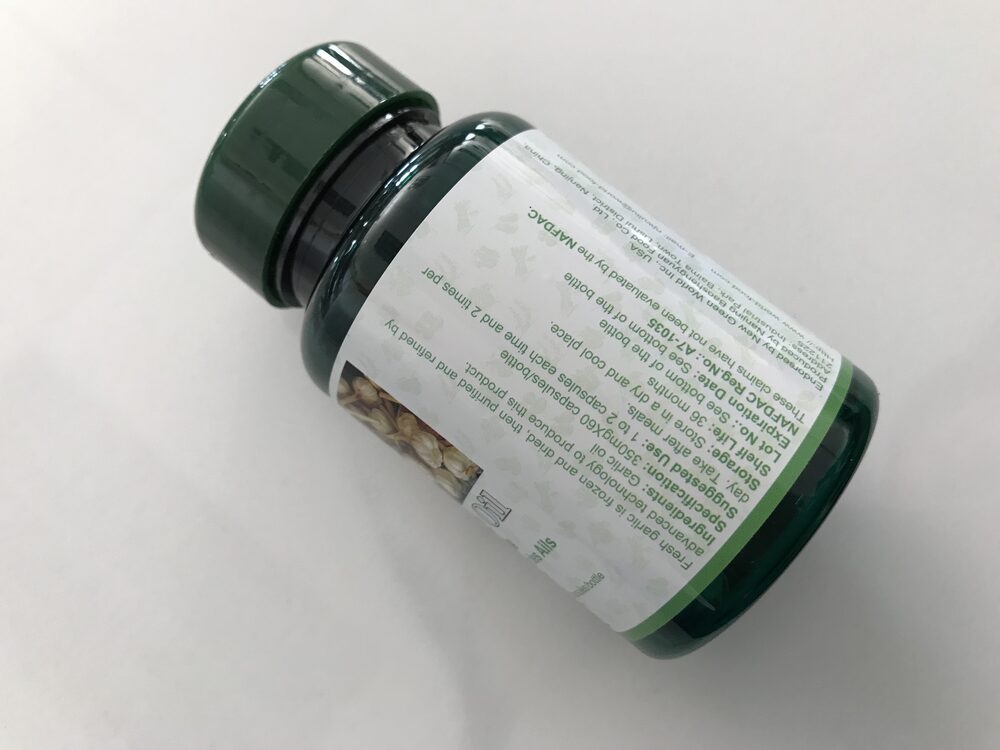 Fresh garlic is frozen and dried, then purified and refined by
advanced technology to produce this product.
Ingredients: Garlic oil
Specification: 350mgX60 capsules/bottle
Suggested Use: 1 to 2 capsules each time and 2 times per
day. Take after meals.
Storage: Store in a dry and cool place.
Shelf Life: 36 months
Lot No.: See bottom of the bottle
Expiration Date: See bottom of the bottle
NAFDAC Reg.No.: A7-1035
These claims have not been evaluated by the NAFDAC.
Endorsed by New Green World Inc., USA
Produced by Nanjing Baoshengyuan Food Co., Ltd.
Industrial Park, Baima Town, Lishui District, Nanjing, China
Oil